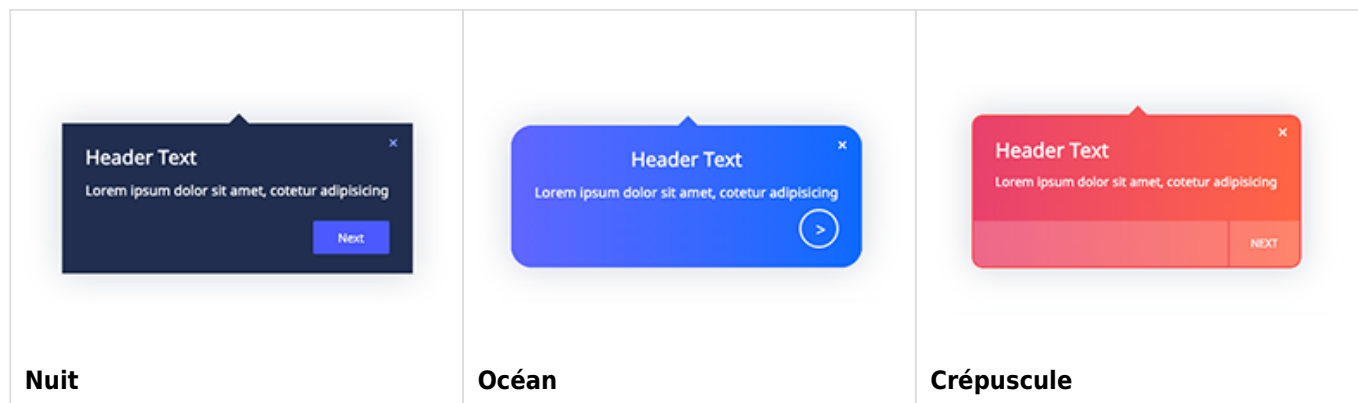 ×
Header Text
Lorem ipsum dolor sit amet, cotetur adipisicing
Next
Nuit
×
Header Text
Lorem ipsum dolor sit amet, cotetur adipisicing
>
Océan
×
Header Text
Lorem ipsum dolor sit amet, cotetur adipisicing
NEXT
Crépuscule